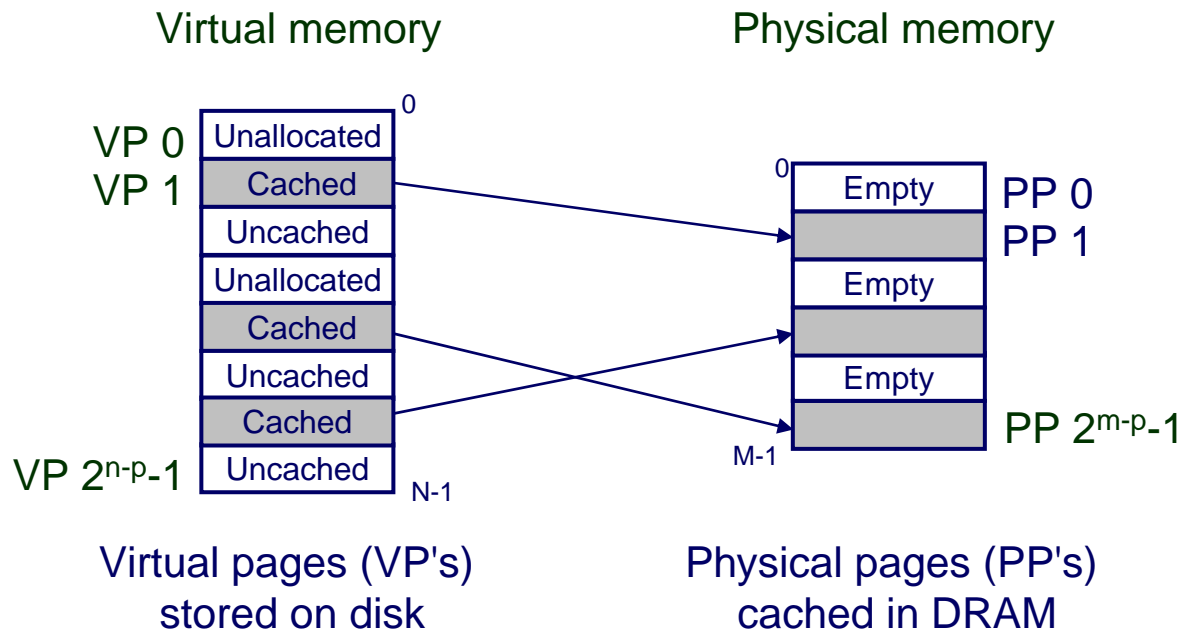 Virtual memory
Physical memory
0
VP 0
Unallocated
VP 1
Cached
Uncached
Unallocated
Cached
Uncached
Cached
VP 2ⁿ⁻ᵖ-1
Uncached
N-1
0
Empty
PP 0
PP 1
Empty
Empty
PP 2ᵐ⁻ᵖ-1
M-1
Virtual pages (VP's)
stored on disk
Physical pages (PP's)
cached in DRAM